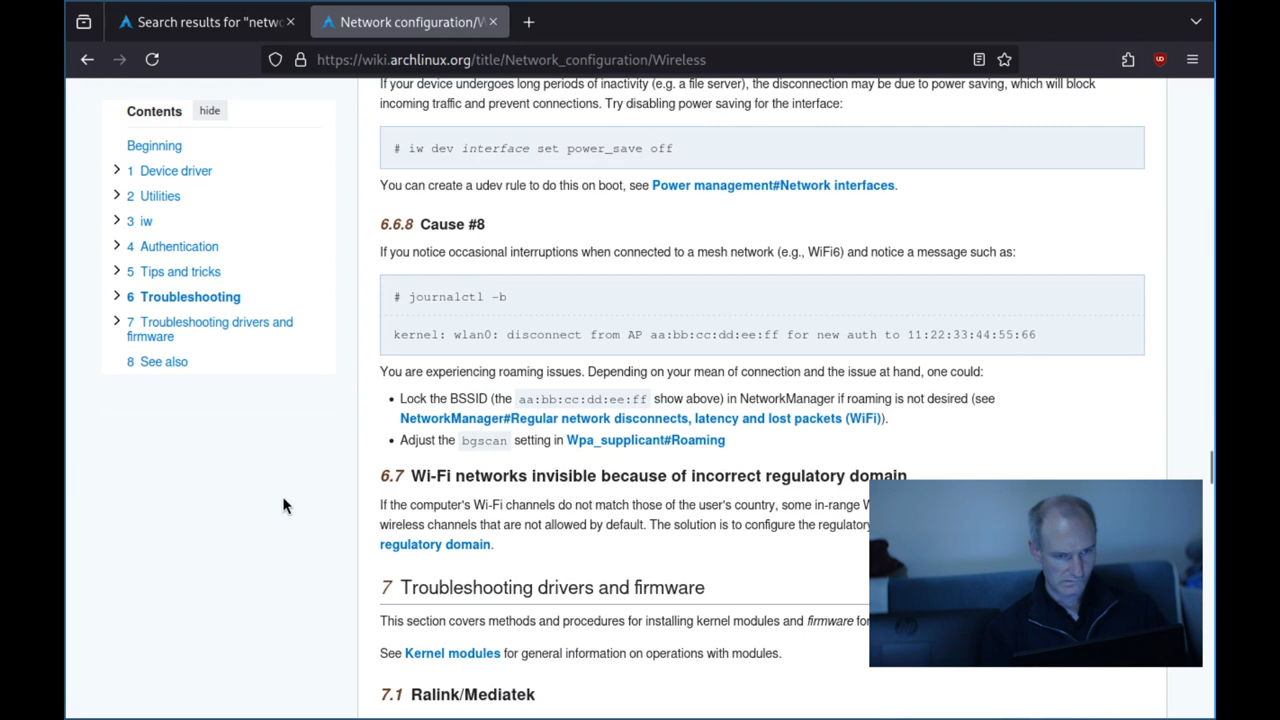 Search results for "netwo
Network configuration/W
https://wiki.archlinux.org/title/Network_configuration/Wireless
Contents
hide
Beginning
1 Device driver
2 Utilities
3 iw
4 Authentication
5 Tips and tricks
6 Troubleshooting
7 Troubleshooting drivers and
firmware
8 See also
If your device undergoes long periods of inactivity (e.g. a file server), the disconnection may be due to power saving, which will block
incoming traffic and prevent connections. Try disabling power saving for the interface:
# iw dev interface set power_save off
You can create a udev rule to do this on boot, see Power management#Network interfaces.
6.6.8 Cause #8
If you notice occasional interruptions when connected to a mesh network (e.g., WiFi6) and notice a message such as:
# journalctl -b
kernel: wlan0: disconnect from AP aa:bb:cc:dd:ee:ff for new auth to 11:22:33:44:55:66
You are experiencing roaming issues. Depending on your mean of connection and the issue at hand, one could:
• Lock the BSSID (the aa:bb:cc:dd:ee:ff show above) in NetworkManager if roaming is not desired (see
NetworkManager#Regular network disconnects, latency and lost packets (WiFi)).
• Adjust the bgscan setting in Wpa_supplicant#Roaming
6.7 Wi-Fi networks invisible because of incorrect regulatory domain
If the computer's Wi-Fi channels do not match those of the user's country, some in-range
wireless channels that are not allowed by default. The solution is to configure the regulatory
regulatory domain.
7 Troubleshooting drivers and firmware
This section covers methods and procedures for installing kernel modules and firmware
See Kernel modules for general information on operations with modules.
7.1 Ralink/Mediatek